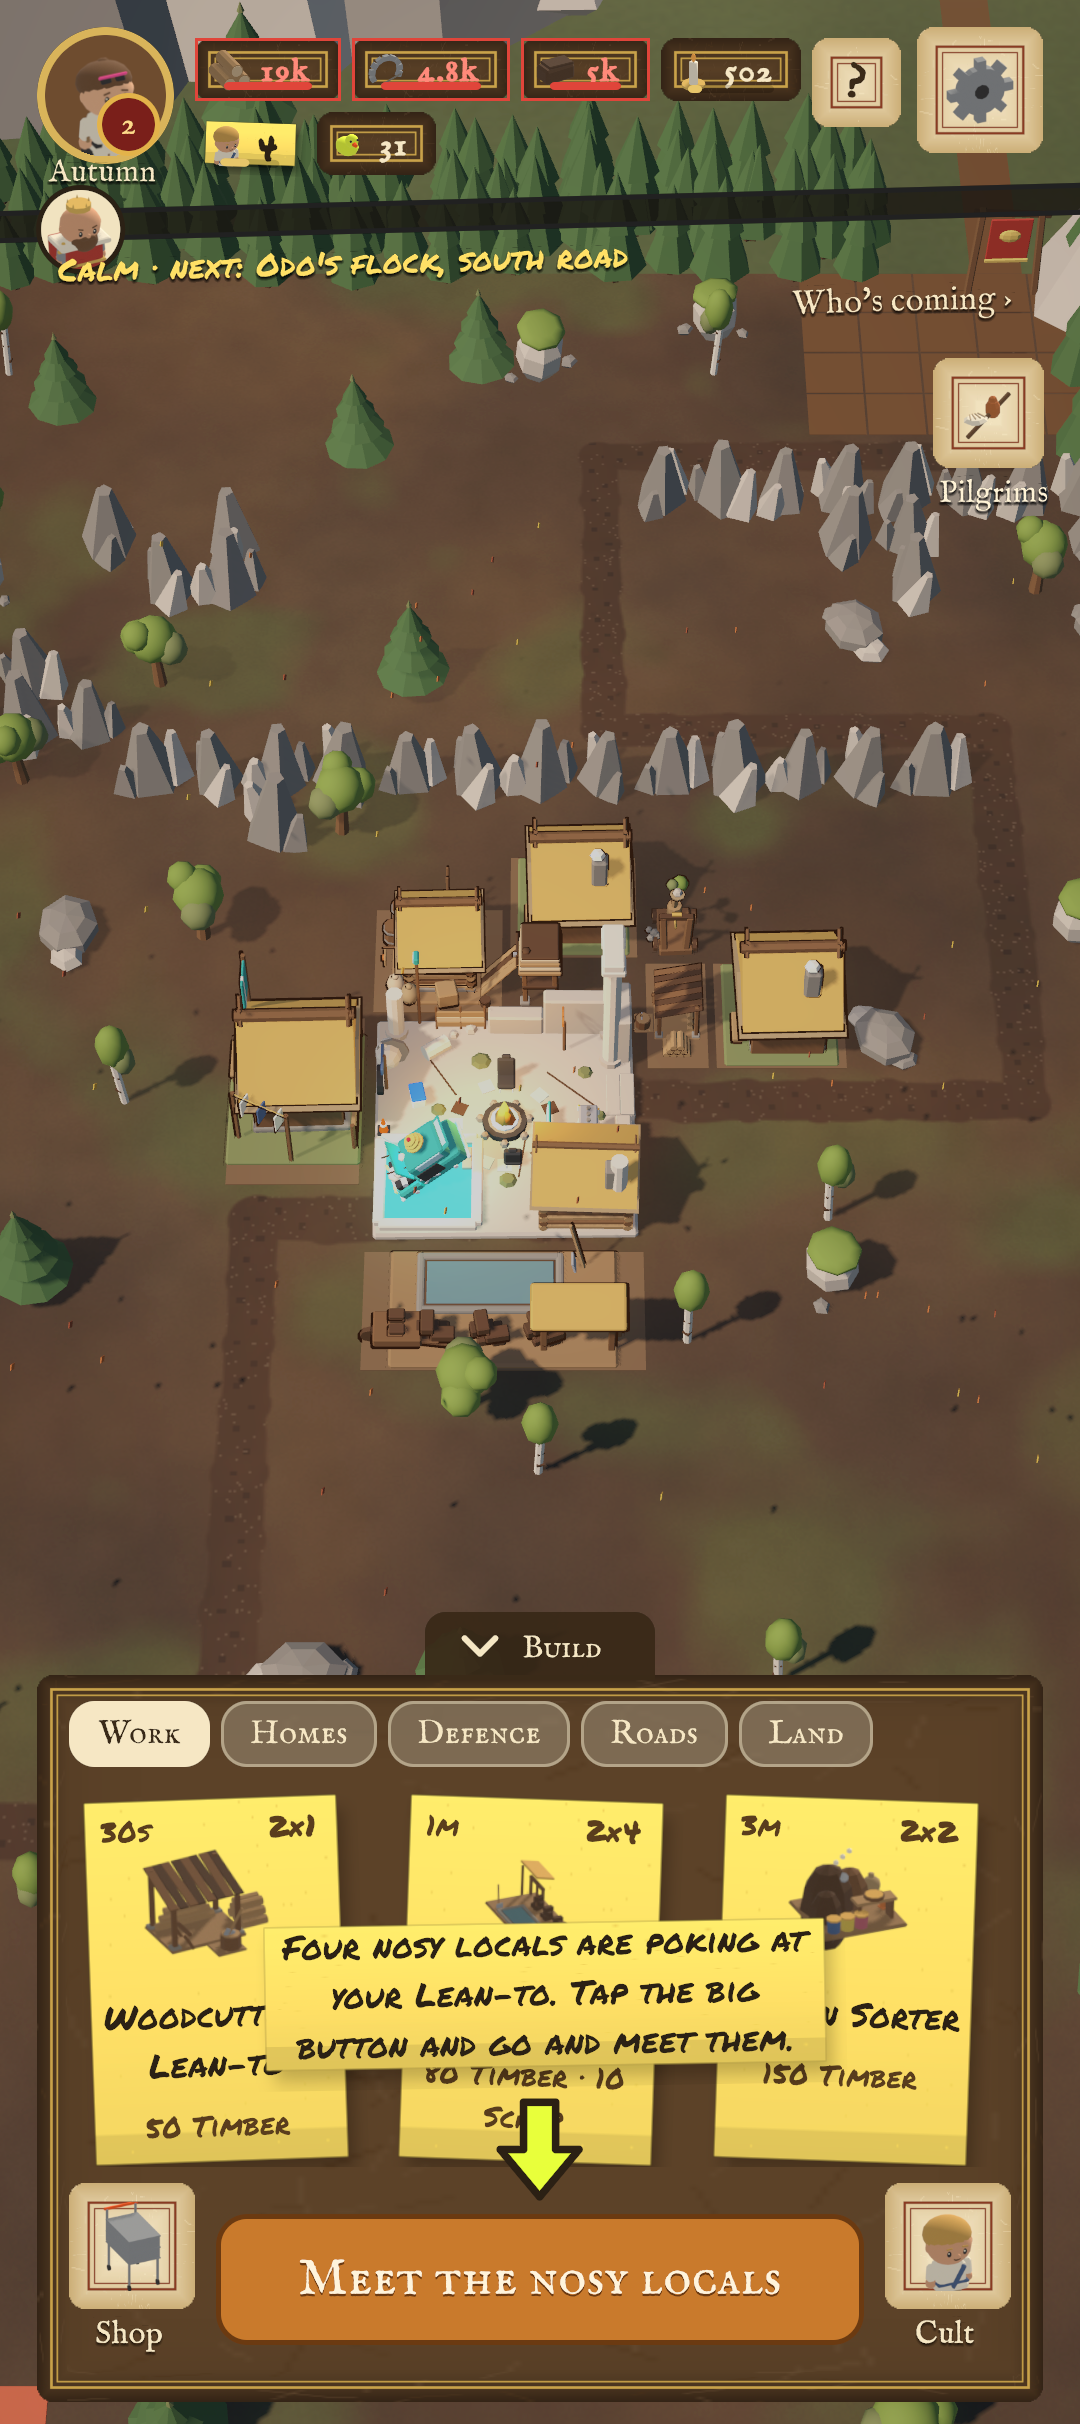 19k
4.8k
5k
502
?
2
4
31
Autumn
Calm · next: Odo's flock, south road
Who's coming ›
Pilgrims
Build
Work
Homes
Defence
Roads
Land
30s
2x1
1m
2x4
3m
2x2
Four nosy locals are poking at
your Lean-to. Tap the big
button and go and meet them.
Woodcutt
Lean-to
50 Timber
80 Timber · 10
Sorter
150 Timber
Meet the nosy locals
Shop
Cult